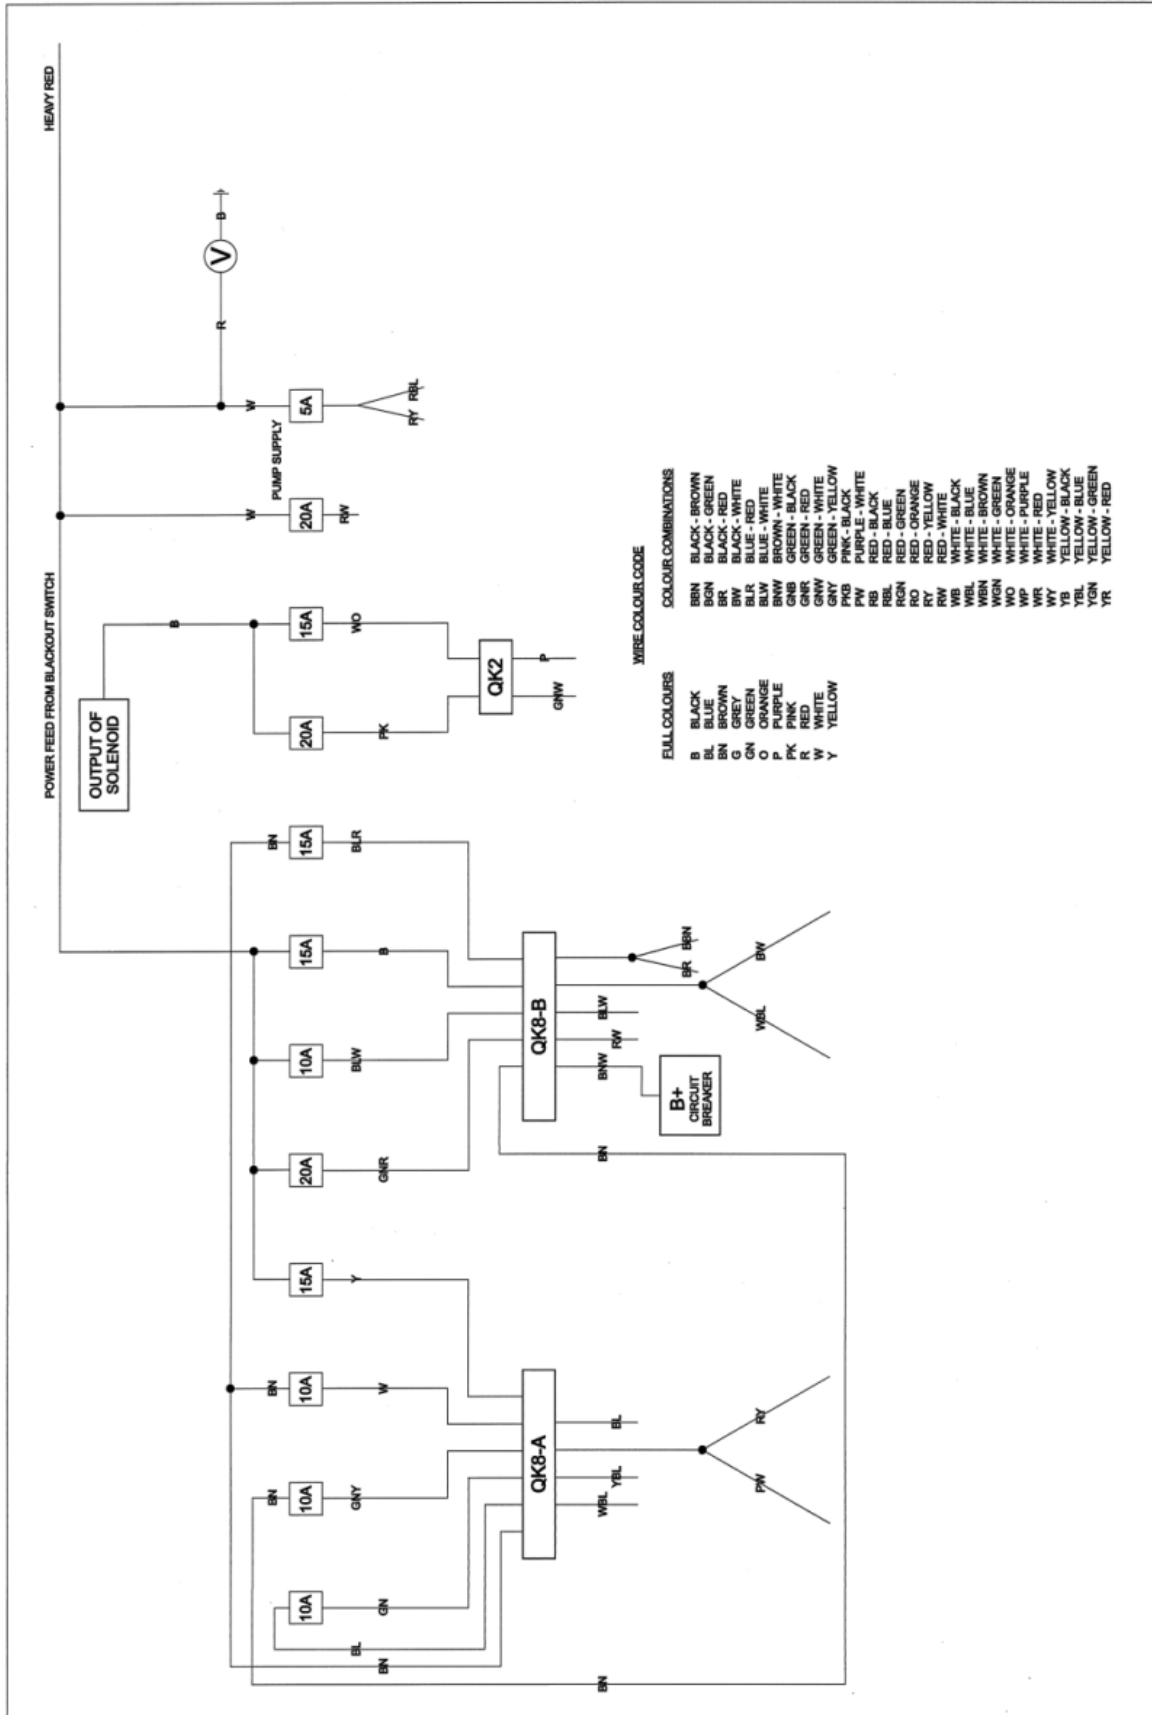 POWER FEED FROM BLACKOUT SWITCH
HEAVY RED
OUTPUT OF
SOLENOID
B
R
V
B
W
W
BN
BN
BN
PUMP SUPPLY
10A
10A
10A
15A
20A
10A
15A
15A
20A
15A
20A
5A
BL
BN
GN
GNY
W
Y
GNR
BLW
B
BLR
PK
WO
RW
RY
RBL
QK2
GNW
P
QK8-A
QK8-B
WBL
YBL
BL
BN
BNW
RW
BLW
BR
BBN
B+
CIRCUIT
BREAKER
PW
RY
WBL
BW
BN
WIRE COLOUR CODE
FULL COLOURS
B BLACK
BL BLUE
BN BROWN
G GREY
GN GREEN
O ORANGE
P PURPLE
PK PINK
R RED
W WHITE
Y YELLOW
COLOUR COMBINATIONS
BBN BLACK - BROWN
BGN BLACK - GREEN
BR BLACK - RED
BW BLACK - WHITE
BLR BLUE - RED
BLW BLUE - WHITE
BNW BROWN - WHITE
GNB GREEN - BLACK
GNR GREEN - RED
GNW GREEN - WHITE
GNY GREEN - YELLOW
PKB PINK - BLACK
PW PURPLE - WHITE
RB RED - BLACK
RBL RED - BLUE
RGN RED - GREEN
RO RED - ORANGE
RY RED - YELLOW
RW RED - WHITE
WB WHITE - BLACK
WBL WHITE - BLUE
WBN WHITE - BROWN
WGN WHITE - GREEN
WO WHITE - ORANGE
WP WHITE - PURPLE
WR WHITE - RED
WY WHITE - YELLOW
YB YELLOW - BLACK
YBL YELLOW - BLUE
YGN YELLOW - GREEN
YR YELLOW - RED